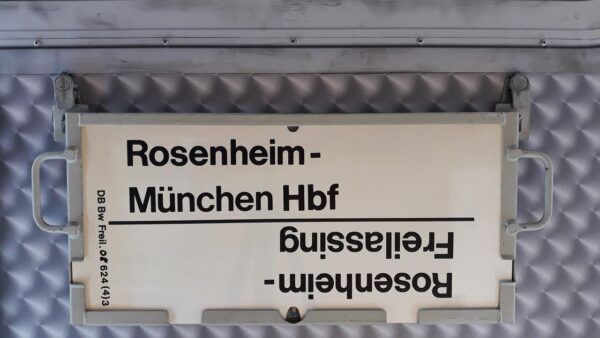 Rosenheim-
München Hbf
Rosenheim-
Freilassing
DB Bw Freil. 08 624 (4) 3